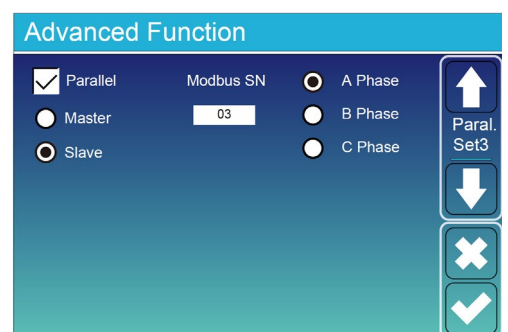 Advanced Function
Parallel
Modbus SN
A Phase
Master
03
B Phase
Slave
C Phase
Paral.
Set3